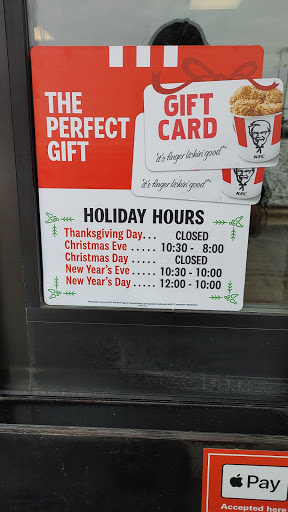 THE
PERFECT
GIFT
GIFT
CARD
"it's finger lickin' good"
KFC
"it's finger lickin' good"
KFC
HOLIDAY HOURS
Thanksgiving Day... CLOSED
Christmas Eve ..... 10:30 - 8:00
Christmas Day ..... CLOSED
New Year's Eve ..... 10:30 - 10:00
New Year's Day ..... 12:00 - 10:00
Pay
Accepted here